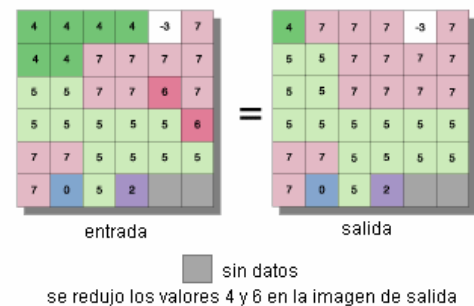 4 4 4 4 -3 7 4 7 7 7 -3 7
4 4 7 7 7 7 5 5 7 7 7 7
5 5 7 7 6 7 5 5 7 7 7 7
5 5 5 5 5 6 = 5 5 5 5 5 5
7 7 5 5 5 5 7 7 5 5 5 5
7 0 5 2 7 0 5 2
entrada salida
sin datos
se redujo los valores 4 y 6 en la imagen de salida